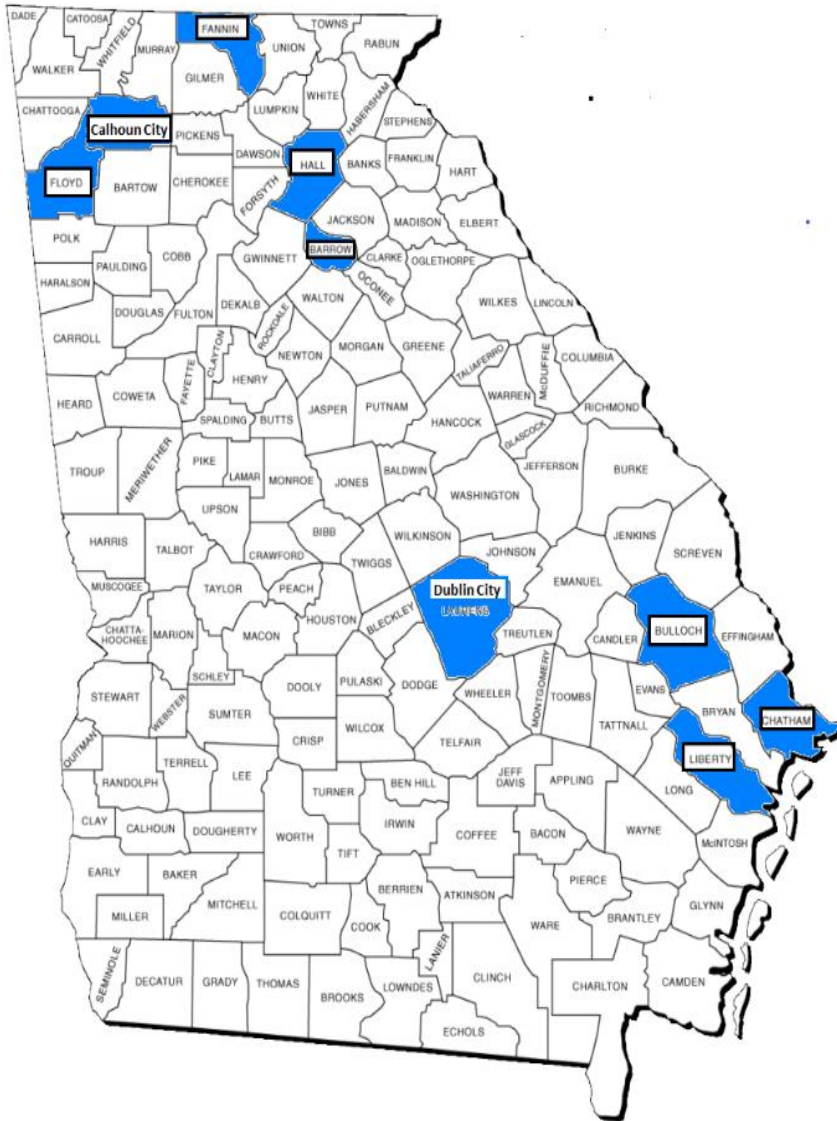 DADE
CATOOSA
WHITFIELD
MURRAY
FANNIN
UNION
TOWNS
RABUN
WALKER
GILMER
WHITE
HABERSHAM
CHATTOOGA
Calhoun City
LUMPKIN
STEPHENS
PICKENS
DAWSON
HALL
BANKS
FRANKLIN
HART
FLOYD
BARTOW
CHEROKEE
FORSYTH
JACKSON
MADISON
ELBERT
POLK
COBB
GWINNETT
BARROW
CLARKE
OGLETHORPE
HARALSON
PAULDING
OCONEE
DOUGLAS
FULTON
DEKALB
WALTON
WILKES
LINCOLN
CARROLL
ROCKDALE
CLAYTON
NEWTON
MORGAN
GREENE
TALIAFERRO
McDUFFIE
COLUMBIA
FAYETTE
HENRY
WARREN
RICHMOND
HEARD
COWETA
SPALDING
BUTTS
JASPER
PUTNAM
HANCOCK
GLASCOCK
TROUP
MERIWETHER
PIKE
LAMAR
MONROE
JONES
BALDWIN
JEFFERSON
BURKE
WASHINGTON
UPSON
HARRIS
TALBOT
BIBB
WILKINSON
JENKINS
SCREVEN
CRAWFORD
TWIGGS
JOHNSON
MUSCOGEE
TAYLOR
PEACH
Dublin City
LAURENS
EMANUEL
HOUSTON
BLECKLEY
CHATTA-
HOOCHEE
MARION
MACON
TREUTLEN
CANDLER
BULLOCH
EFFINGHAM
SCHLEY
PULASKI
DODGE
MONTGOMERY
STEWART
WEBSTER
DOOLY
WHEELER
TOOMBS
EVANS
BRYAN
SUMTER
WILCOX
TATTNALL
CHATHAM
QUITMAN
CRISP
TELFAIR
LIBERTY
TERRELL
LEE
RANDOLPH
TURNER
BEN HILL
JEFF
DAVIS
APPLING
LONG
CLAY
CALHOUN
DOUGHERTY
WORTH
IRWIN
COFFEE
BACON
WAYNE
McINTOSH
TIFT
EARLY
BAKER
MITCHELL
BERRIEN
ATKINSON
PIERCE
GLYNN
MILLER
COLQUITT
COOK
WARE
BRANTLEY
LANIER
SEMINOLE
DECATUR
GRADY
THOMAS
BROOKS
LOWNDES
CLINCH
CHARLTON
CAMDEN
ECHOLS